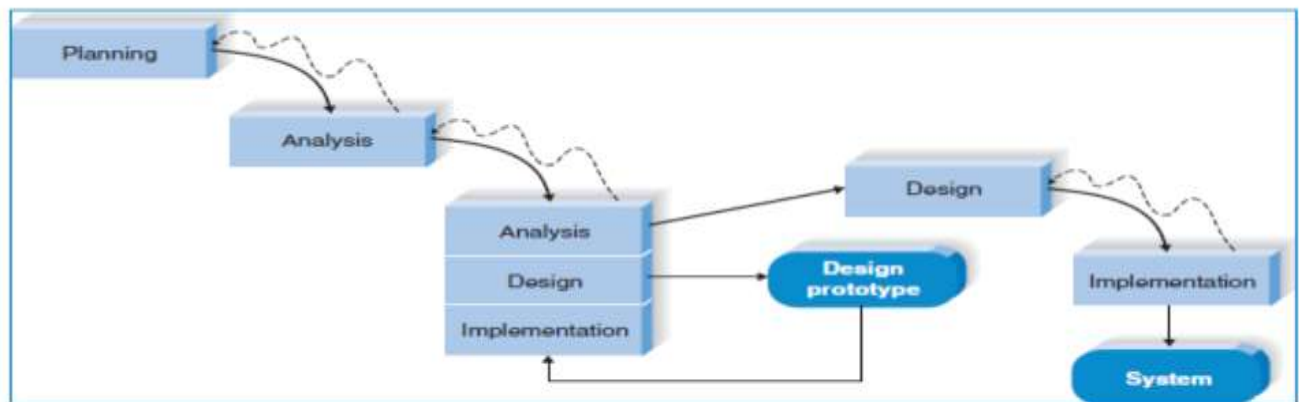 Planning
Analysis
Analysis
Design
Implementation
Design
prototype
Design
Implementation
System